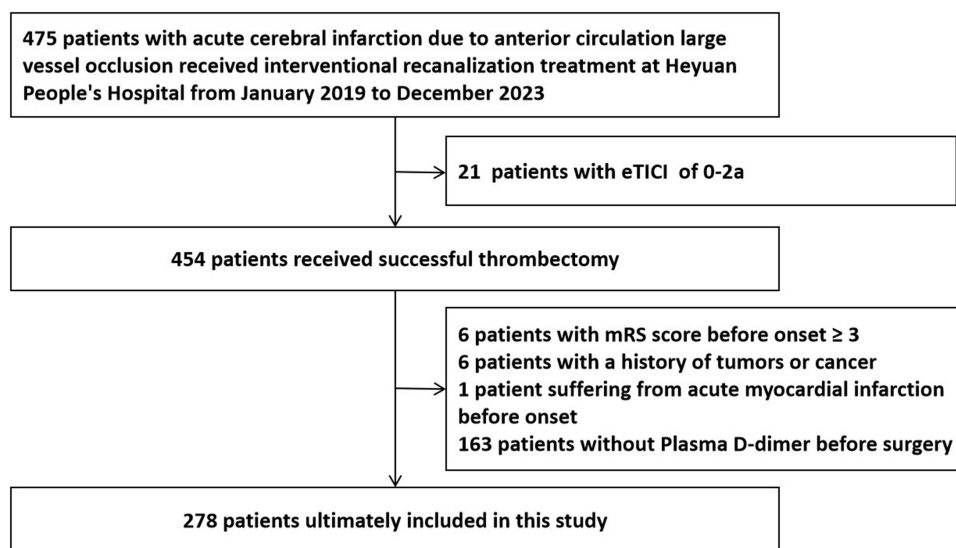 475 patients with acute cerebral infarction due to anterior circulation large
vessel occlusion received interventional recanalization treatment at Heyuan
People's Hospital from January 2019 to December 2023
21 patients with eTICI of 0-2a
454 patients received successful thrombectomy
6 patients with mRS score before onset ≥ 3
6 patients with a history of tumors or cancer
1 patient suffering from acute myocardial infarction
before onset
163 patients without Plasma D-dimer before surgery
278 patients ultimately included in this study